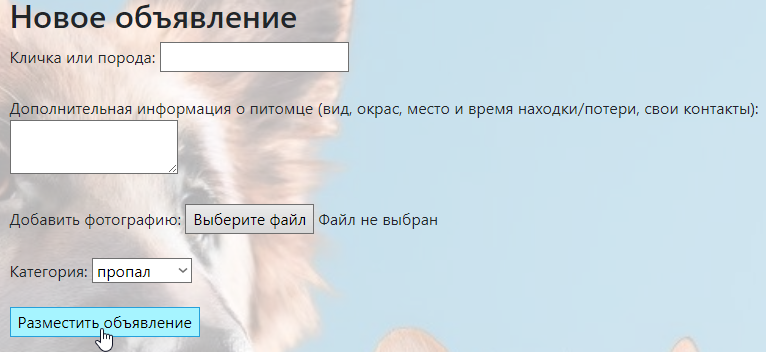 Новое объявление
Кличка или порода:
Дополнительная информация о питомце (вид, окрас, место и время находки/потери, свои контакты):
Добавить фотографию: Выберите файл Файл не выбран
Категория: пропал
Разместить объявление